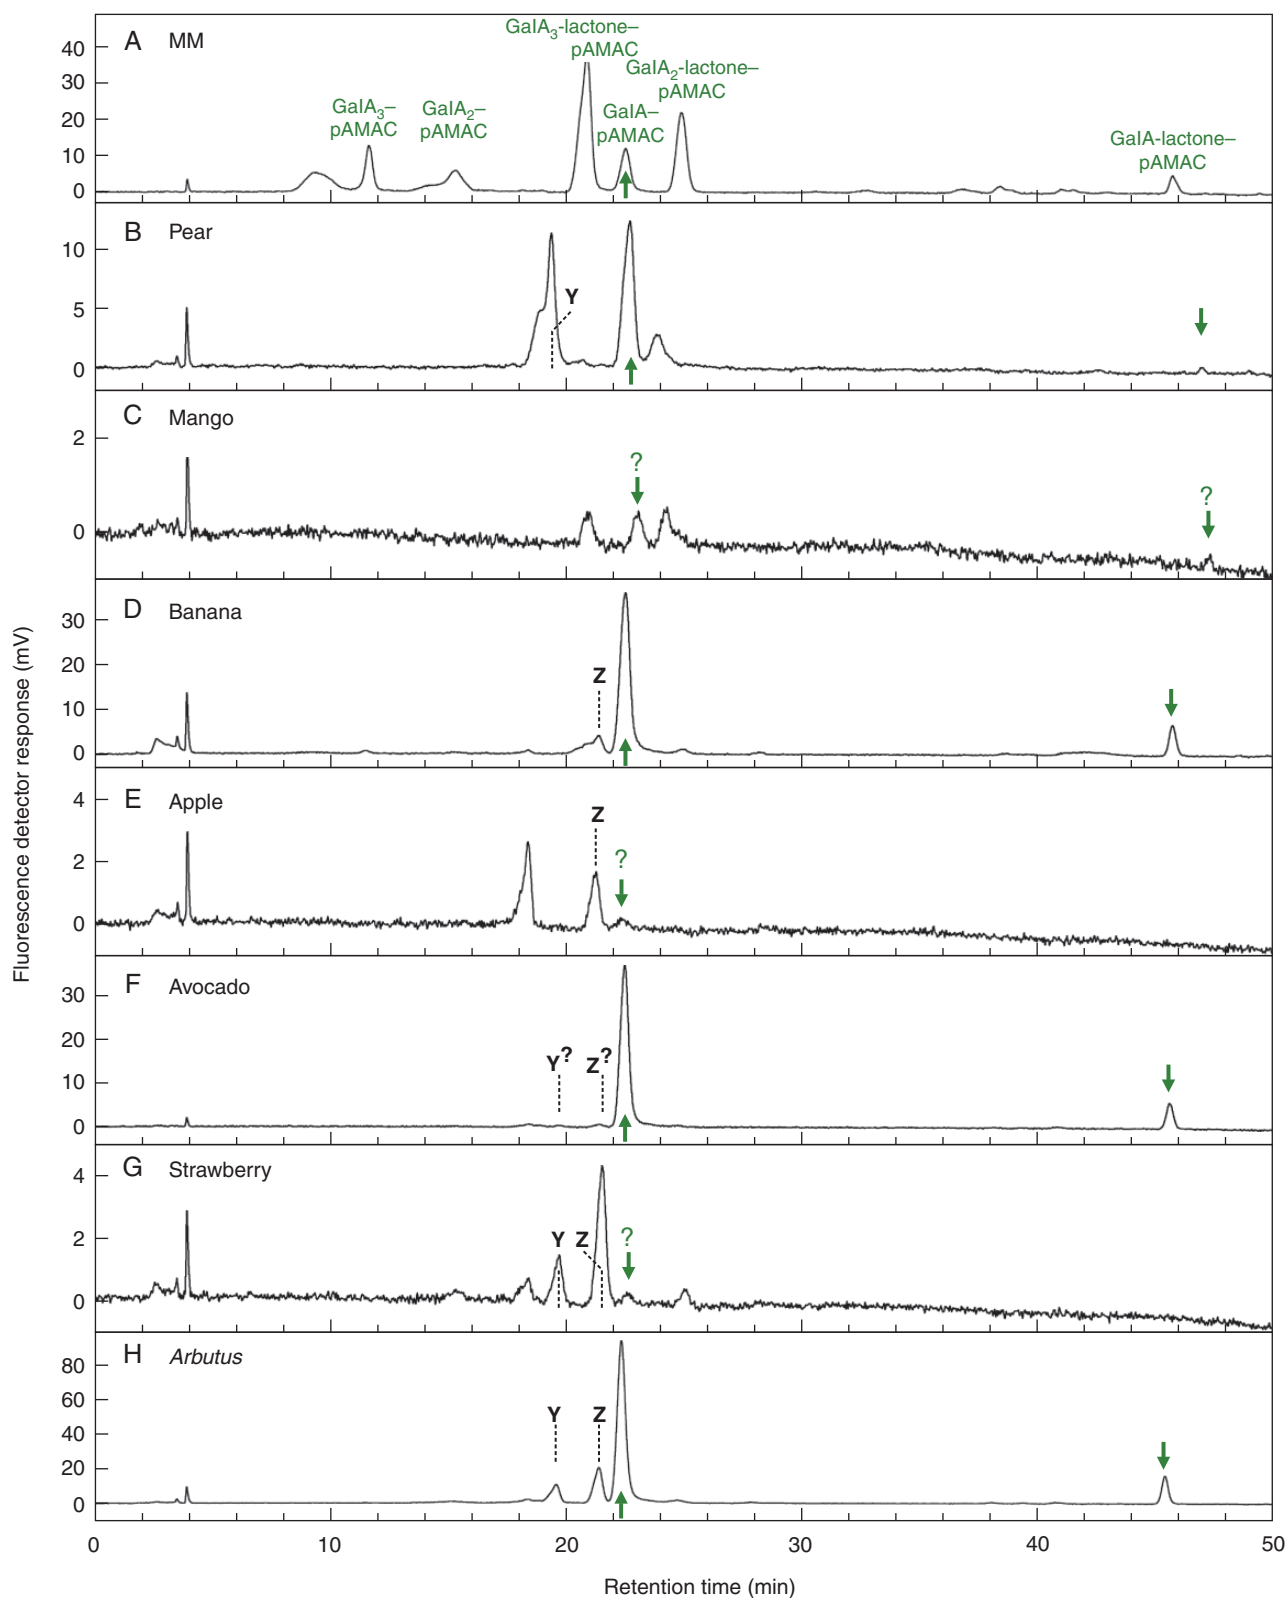 A MM
GalA3-lactone–
pAMAC
GalA2-lactone–
pAMAC
GalA3–
pAMAC
GalA2–
pAMAC
GalA–
pAMAC
GalA-lactone–
pAMAC
40
30
20
10
0
B Pear
Y
10
5
0
C Mango
?
?
2
0
D Banana
Z
30
20
10
0
E Apple
Z
?
4
2
0
F Avocado
Y?
Z?
30
20
10
0
G Strawberry
Y Z ?
4
2
0
H Arbutus
Y
Z
80
60
40
20
0
0 10 20 30 40 50
Retention time (min)
Fluorescence detector response (mV)